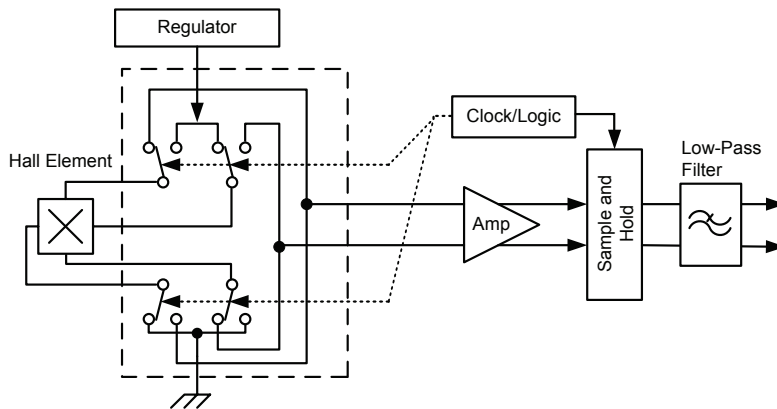 Regulator
Clock/Logic
Hall Element
Low-Pass
Filter
Amp
Sample and
Hold